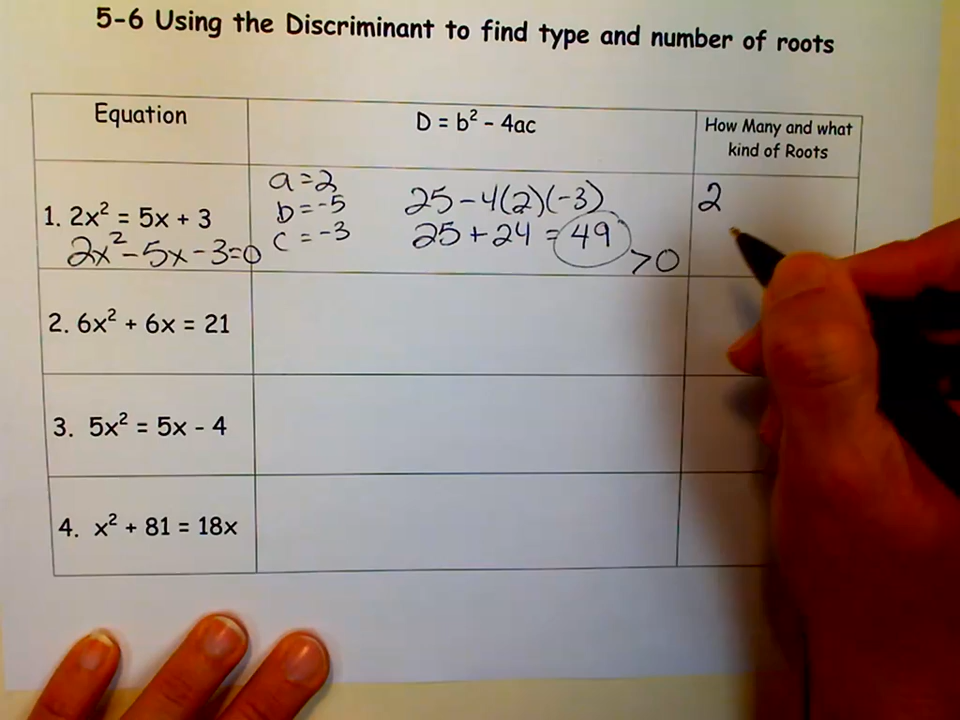 5-6 Using the Discriminant to find type and number of roots
Equation
D = b² - 4ac
How Many and what
kind of Roots
1. 2x² = 5x + 3
2x² - 5x - 3 = 0
a = 2
b = -5
c = -3
25 - 4(2)(-3)
25 + 24 = 49
>0
2
2. 6x² + 6x = 21
3. 5x² = 5x - 4
4. x² + 81 = 18x